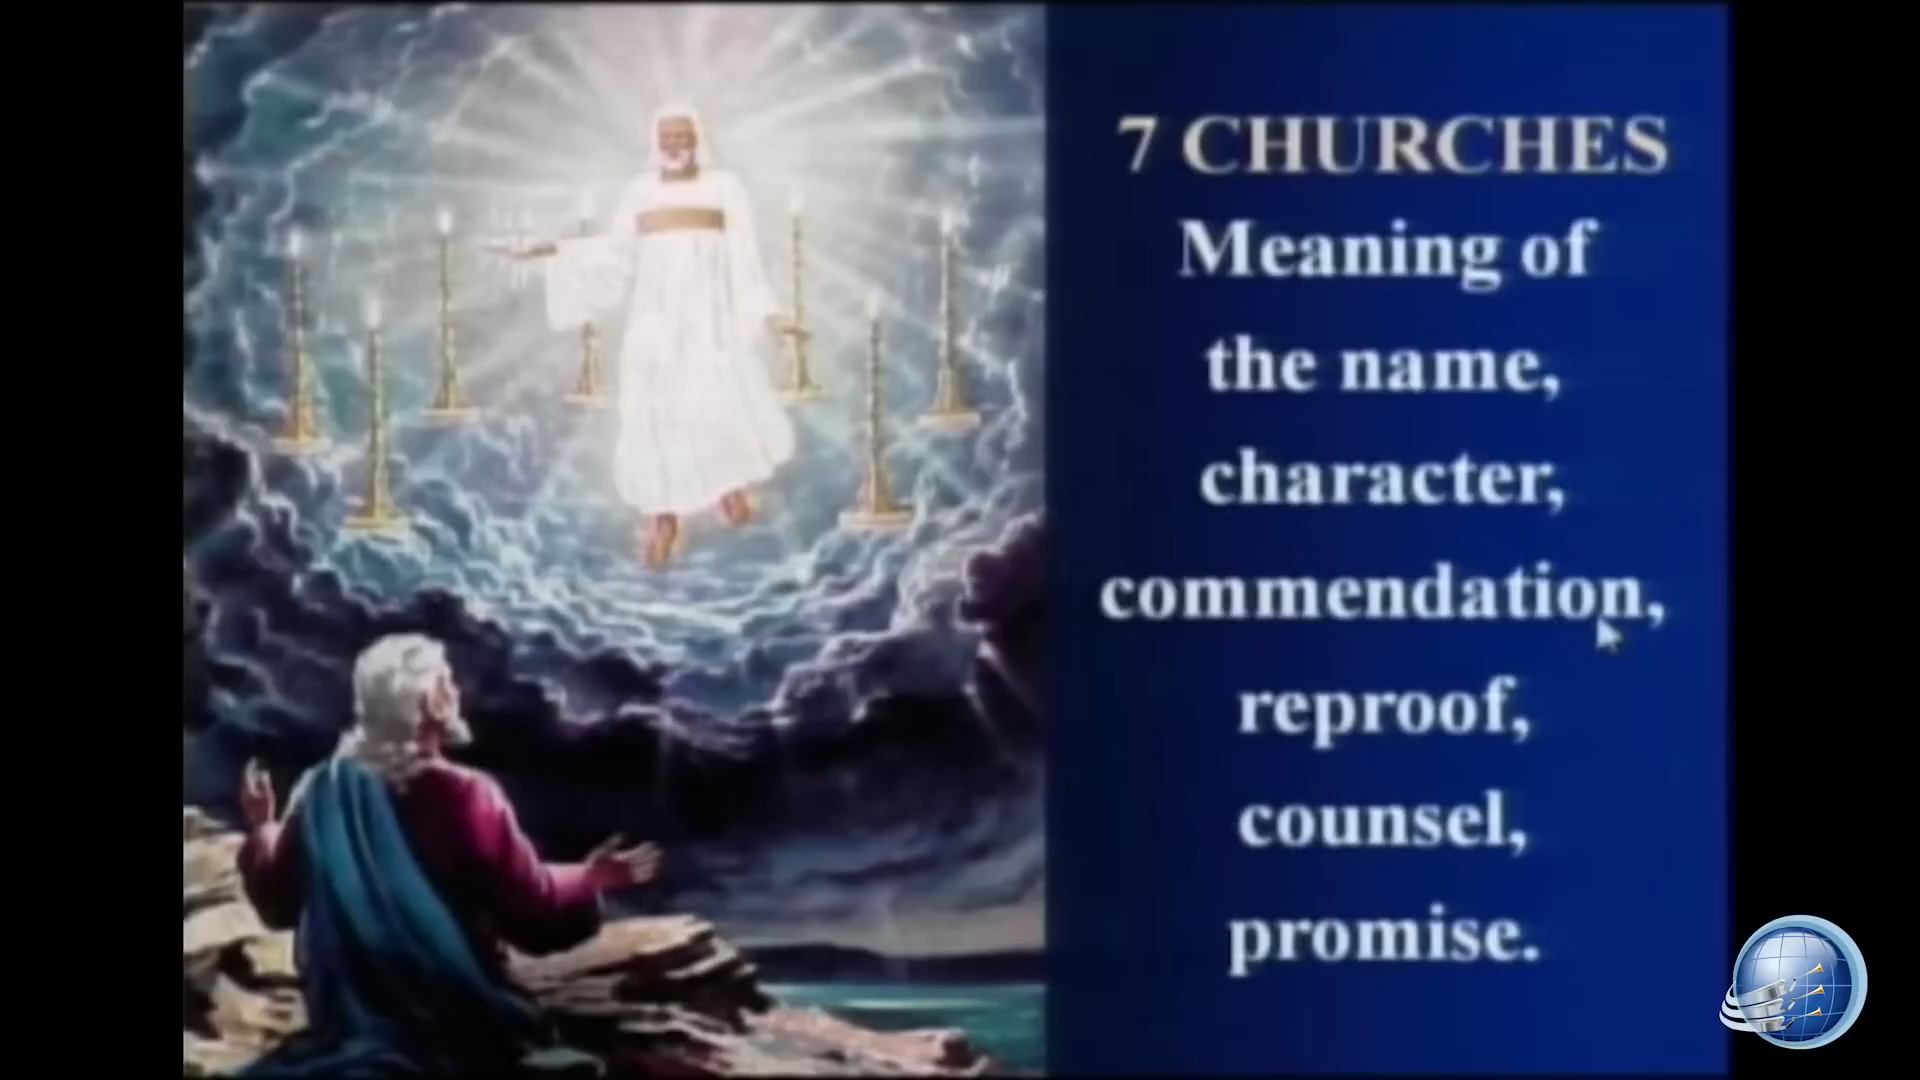 7 CHURCHES
Meaning of
the name,
character,
commendation,
reproof,
counsel,
promise.